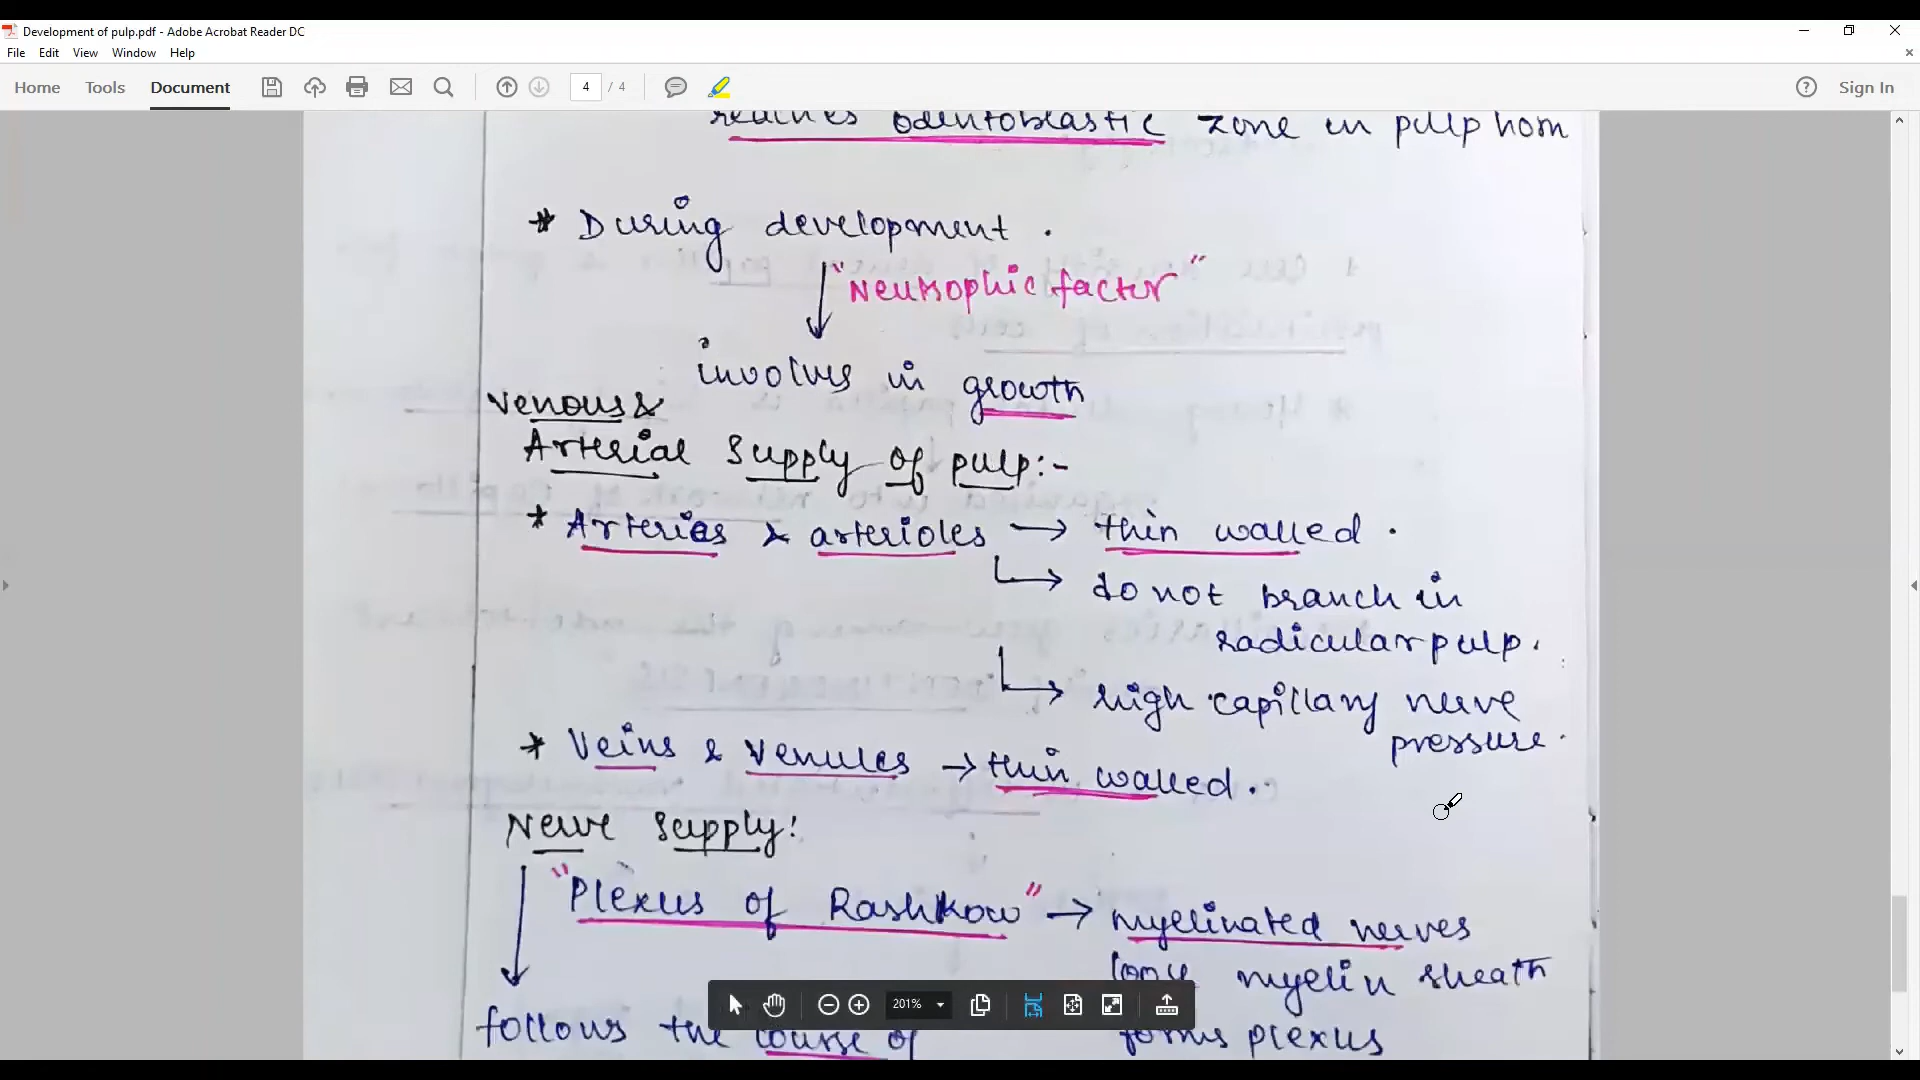 Development of pulp.pdf - Adobe Acrobat Reader DC
File Edit View Window Help
Home Tools Document 4 / 4 Sign In
reaches odentoblastic zone in pulp horn
* During development .
"Neutrophic factor"
involves in growth
Venous &
Arterial Supply of pulp:-
* Arteries & arterioles → thin walled .
do not branch in
radicular pulp .
high capillary nerve
pressure .
* Veins & Venules → thin walled .
Nerve Supply:
"Plexus of Rashkow" → myelinated nerves
myelin sheath
follows the course of
forms plexus
201%